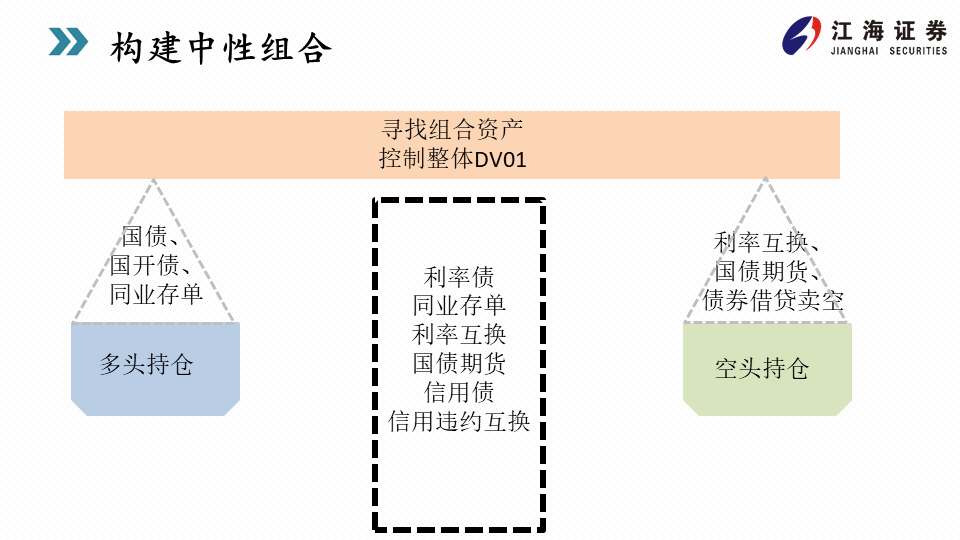 构建中性组合
江海证券
JIANGHAI SECURITIES
寻找组合资产
控制整体DV01
国债、
国开债、
同业存单
多头持仓
利率债
同业存单
利率互换
国债期货
信用债
信用违约互换
利率互换、
国债期货、
债券借贷卖空
空头持仓